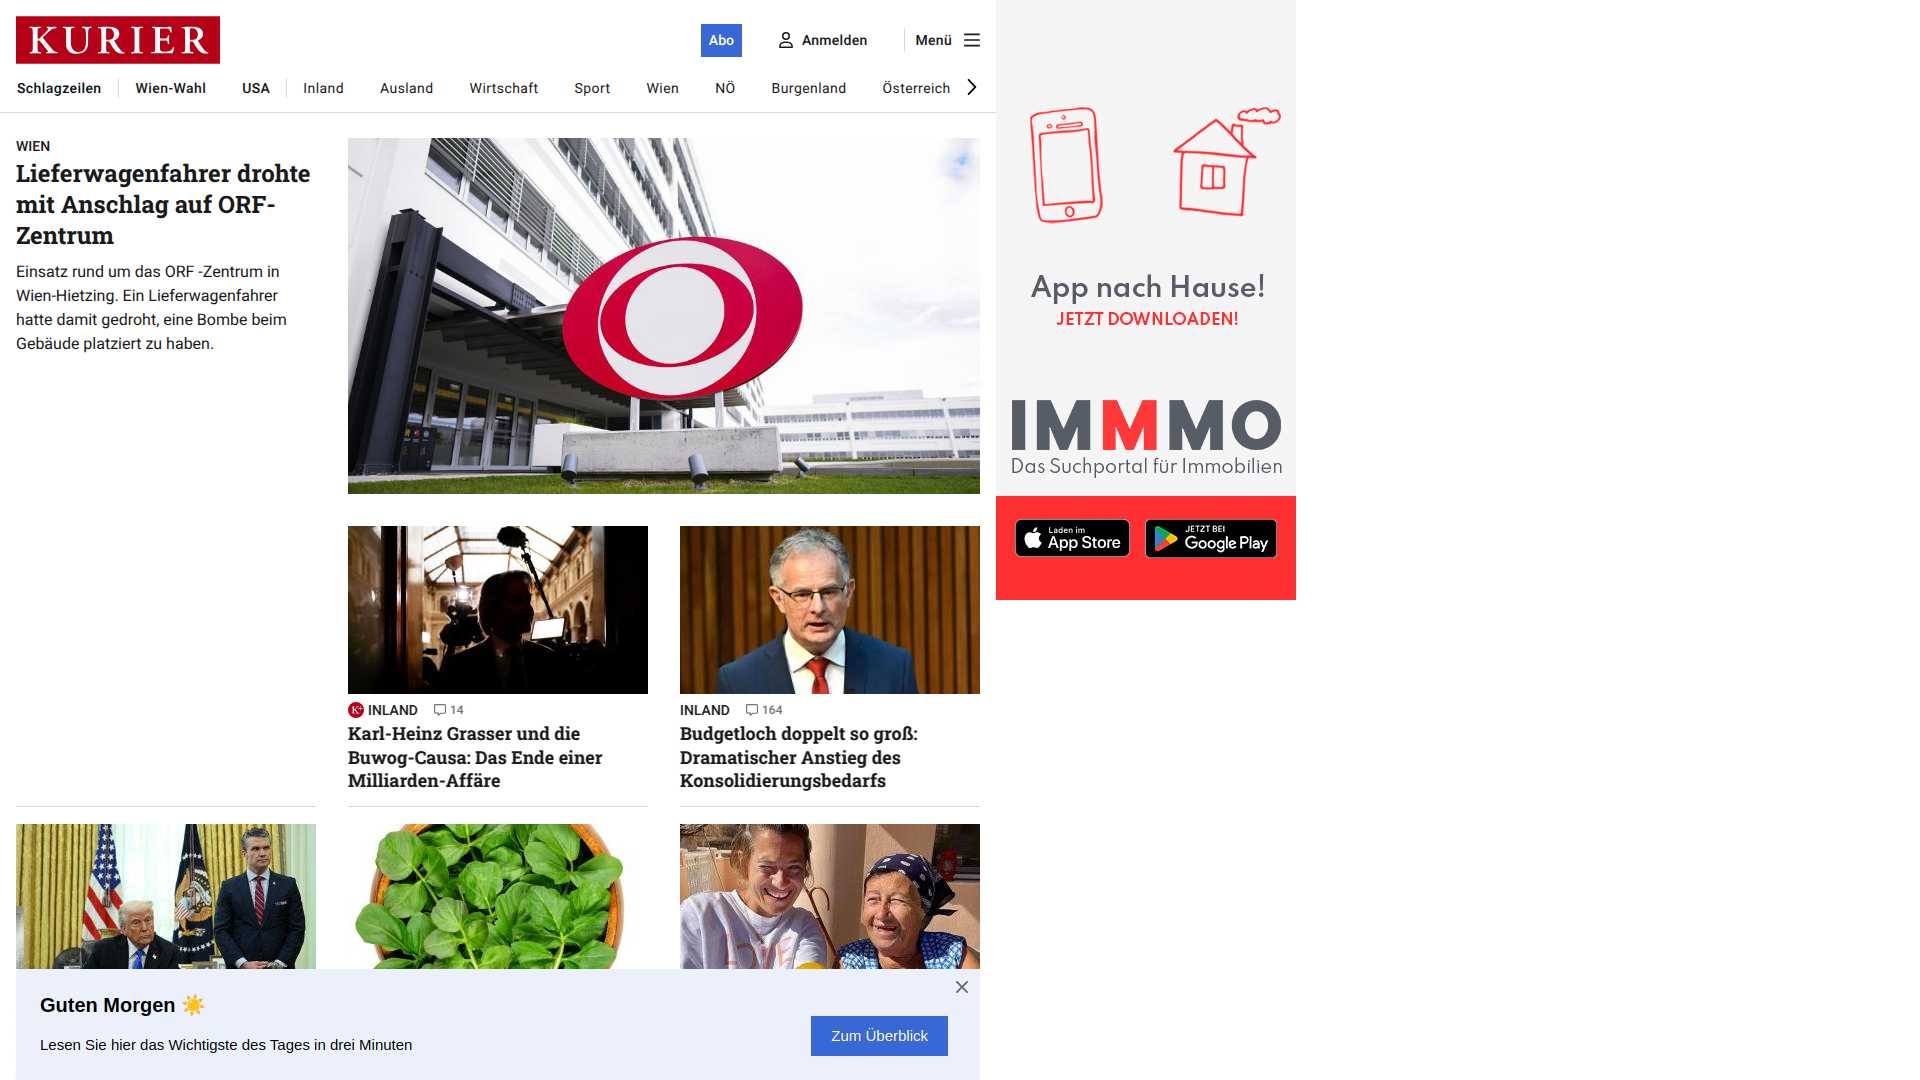 KURIER
Abo
Anmelden
Menü
Schlagzeilen
Wien-Wahl
USA
Inland
Ausland
Wirtschaft
Sport
Wien
NÖ
Burgenland
Österreich
WIEN
Lieferwagenfahrer drohte
mit Anschlag auf ORF-
Zentrum
Einsatz rund um das ORF -Zentrum in
Wien-Hietzing. Ein Lieferwagenfahrer
hatte damit gedroht, eine Bombe beim
Gebäude platziert zu haben.
K+ INLAND 14
Karl-Heinz Grasser und die
Buwog-Causa: Das Ende einer
Milliarden-Affäre
INLAND 164
Budgetloch doppelt so groß:
Dramatischer Anstieg des
Konsolidierungsbedarfs
LOVE
Guten Morgen ☀️
Lesen Sie hier das Wichtigste des Tages in drei Minuten
Zum Überblick
App nach Hause!
JETZT DOWNLOADEN!
IMMMO
Das Suchportal für Immobilien
Laden im
App Store
JETZT BEI
Google Play